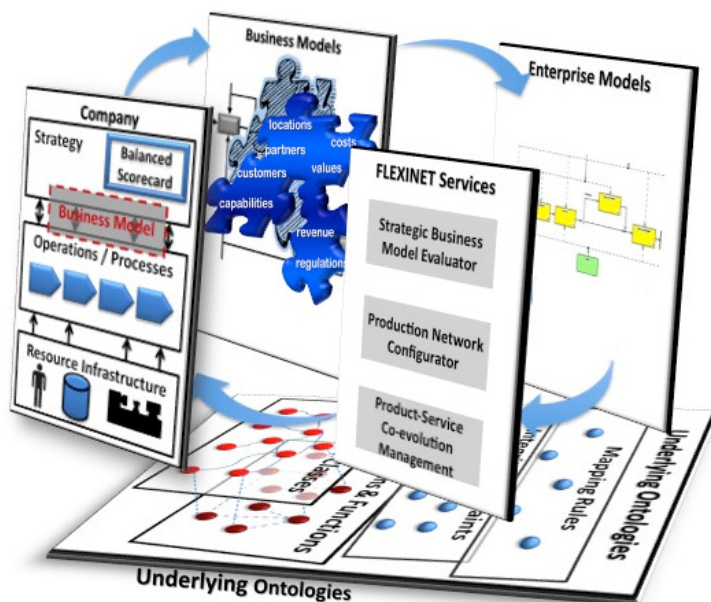 Company
Strategy
Balanced
Scorecard
Business Model
Operations / Processes
Resource Infrastructure
Business Models
locations
partners
costs
customers
values
capabilities
revenue
regulations
Enterprise Models
FLEXINET Services
Strategic Business
Model Evaluator
Production Network
Configurator
Product-Service
Co-evolution
Management
Classes
& Functions
Mapping Rules
Underlying Ontologies
Underlying Ontologies